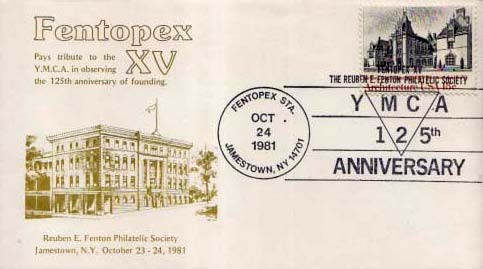 Fentopex
XV
Pays tribute to the
Y.M.C.A. in observing
the 125th anniversary of founding.
Reuben E. Fenton Philatelic Society
Jamestown, N.Y. October 23 - 24, 1981
FENTOPEX STA.
OCT
24
1981
JAMESTOWN, NY 14701
FENTOPEX XV
THE REUBEN E. FENTON PHILATELIC SOCIETY
Architecture USA 18c
YMCA
125th
ANNIVERSARY